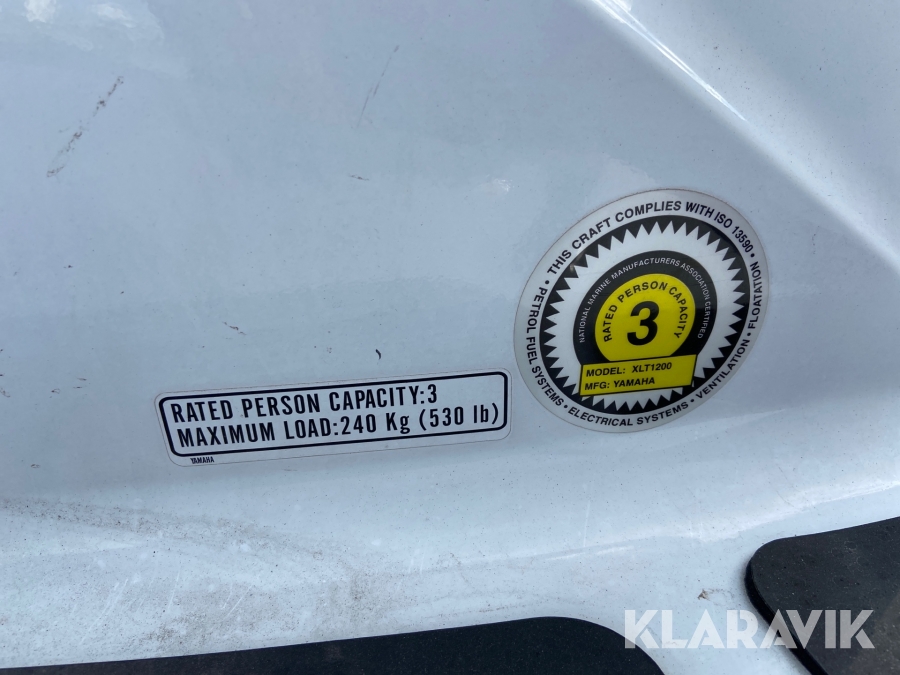 RATED PERSON CAPACITY:3
MAXIMUM LOAD:240 Kg (530 lb)
YAMAHA
• THIS CRAFT COMPLIES WITH ISO 13590 •
PETROL FUEL SYSTEMS • ELECTRICAL SYSTEMS • VENTILATION • FLOATATION
NATIONAL MARINE MANUFACTURERS ASSOCIATION CERTIFIED
RATED PERSON CAPACITY
3
MODEL: XLT1200
MFG: YAMAHA
KLARAVIK